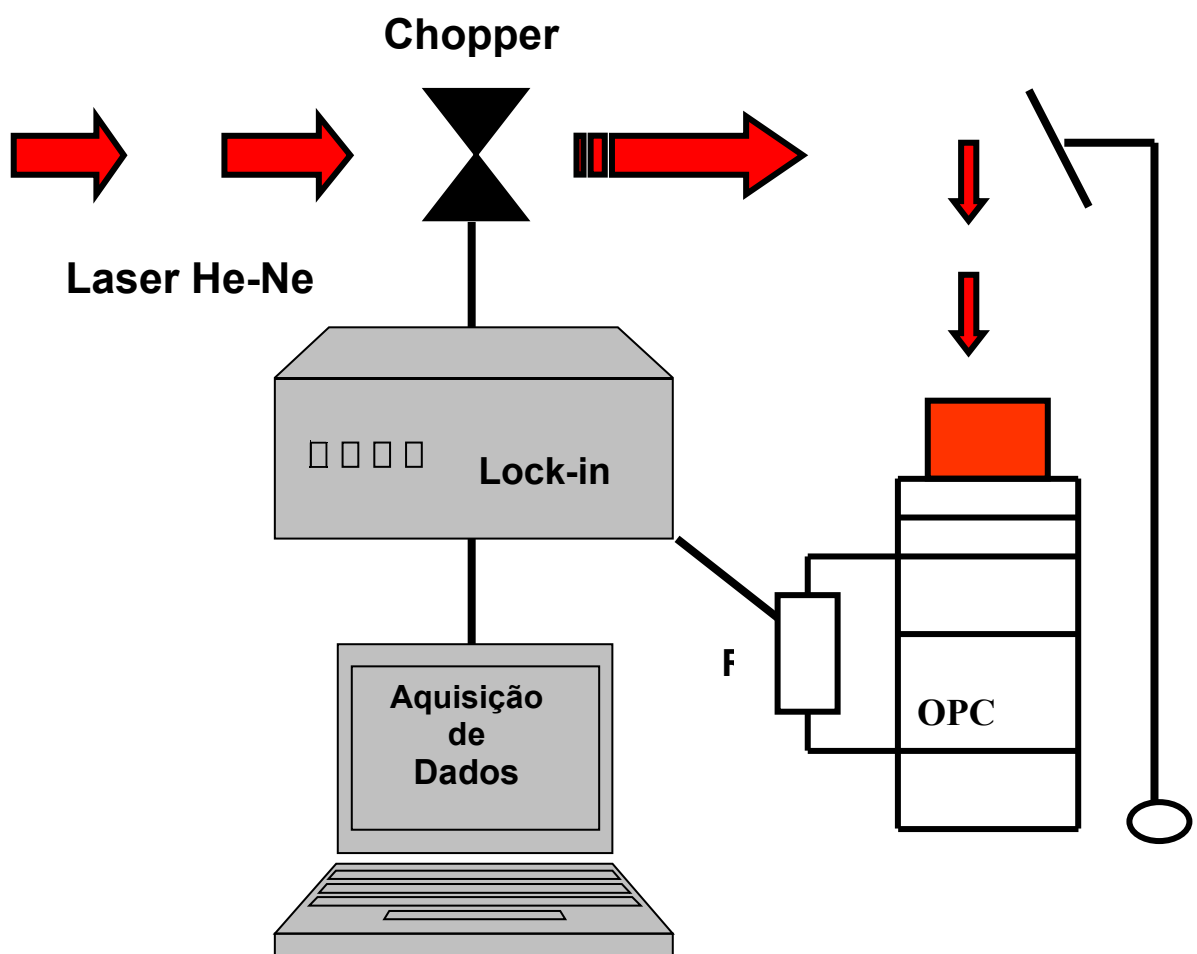 Chopper
Laser He-Ne
Lock-in
Aquisição
de
Dados
OPC